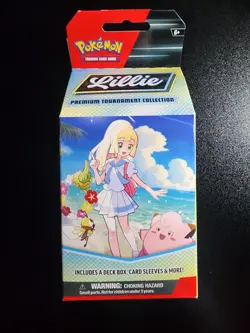 POKéMON
TRADING CARD GAME
6+
Lillie
PREMIUM TOURNAMENT COLLECTION
INCLUDES A DECK BOX, CARD SLEEVES & MORE!
WARNING: CHOKING HAZARD
Small parts. Not for children under 3 years.